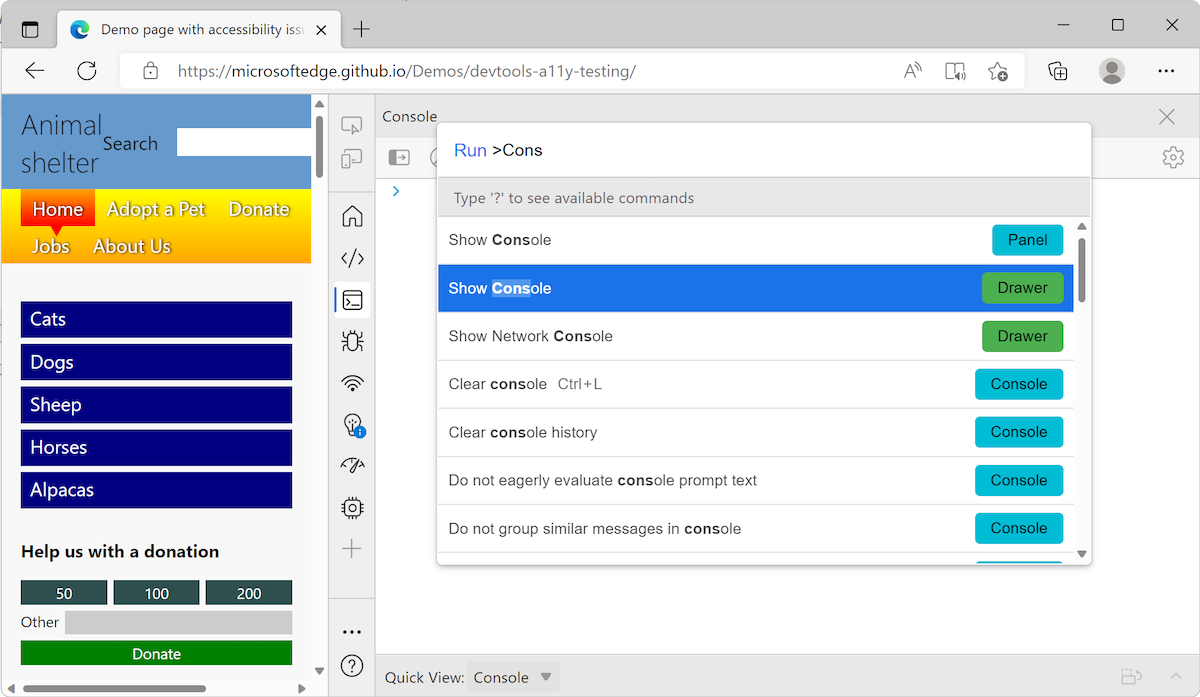 Demo page with accessibility issu
https://microsoftedge.github.io/Demos/devtools-a11y-testing/
Animal
shelter
Search
Home Adopt a Pet Donate
Jobs About Us
Cats
Dogs
Sheep
Horses
Alpacas
Help us with a donation
50 100 200
Other
Donate
Console
Run >Cons
Type '?' to see available commands
Show Console Panel
Show Console Drawer
Show Network Console Drawer
Clear console Ctrl+L Console
Clear console history Console
Do not eagerly evaluate console prompt text Console
Do not group similar messages in console Console
Quick View: Console